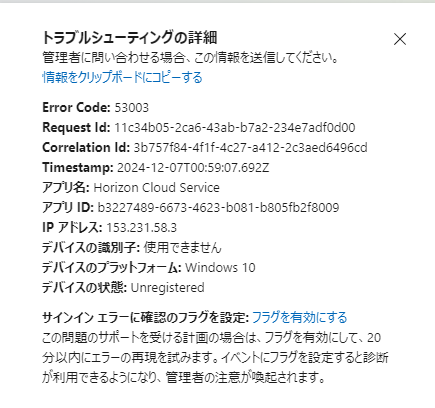 トラブルシューティングの詳細
管理者に問い合わせる場合、この情報を送信してください。
情報をクリップボードにコピーする
Error Code: 53003
Request Id: 11c34b05-2ca6-43ab-b7a2-234e7adf0d00
Correlation Id: 3b757f84-4f1f-4c27-a412-2c3aed6496cd
Timestamp: 2024-12-07T00:59:07.692Z
アプリ名: Horizon Cloud Service
アプリ ID: b3227489-6673-4623-b081-b805fb2f8009
IP アドレス: 153.231.58.3
デバイスの識別子: 使用できません
デバイスのプラットフォーム: Windows 10
デバイスの状態: Unregistered
サインイン エラーに確認のフラグを設定: フラグを有効にする
この問題のサポートを受ける計画の場合は、フラグを有効にして、20
分以内にエラーの再現を試みます。イベントにフラグを設定すると診断
が利用できるようになり、管理者の注意が喚起されます。